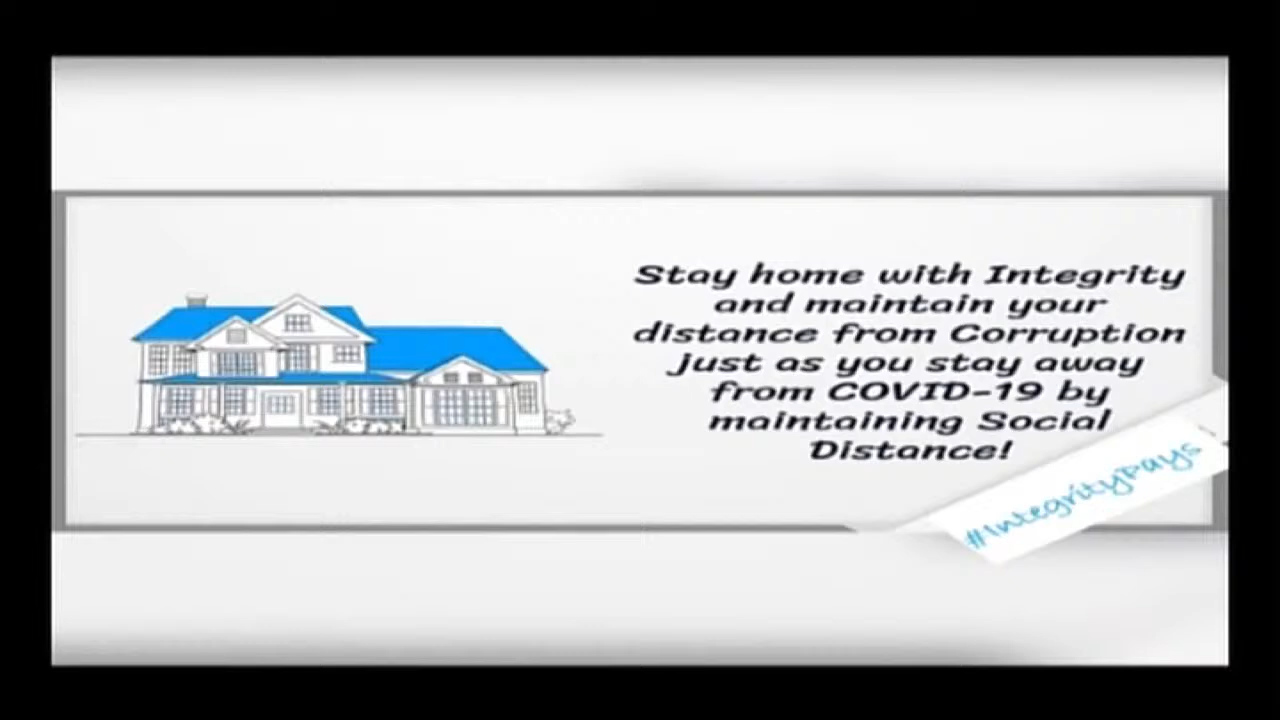 Stay home with Integrity
and maintain your
distance from Corruption
just as you stay away
from COVID-19 by
maintaining Social
Distance!
#IntegrityPays